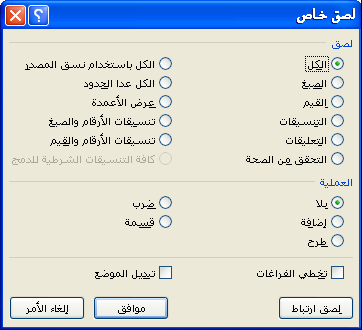 لصق خاص
لصق
الكل
الكل باستخدام نسق المصدر
الصيغ
الكل عدا الحدود
القيم
عرض الأعمدة
التنسيقات
تنسيقات الأرقام والصيغ
التعليقات
تنسيقات الأرقام والقيم
التحقق من الصحة
كافة التنسيقات الشرطية للدمج
العملية
بلا
ضرب
إضافة
قسمة
طرح
تخطي الفراغات
تبديل الموضع
لصق ارتباط
موافق
إلغاء الأمر